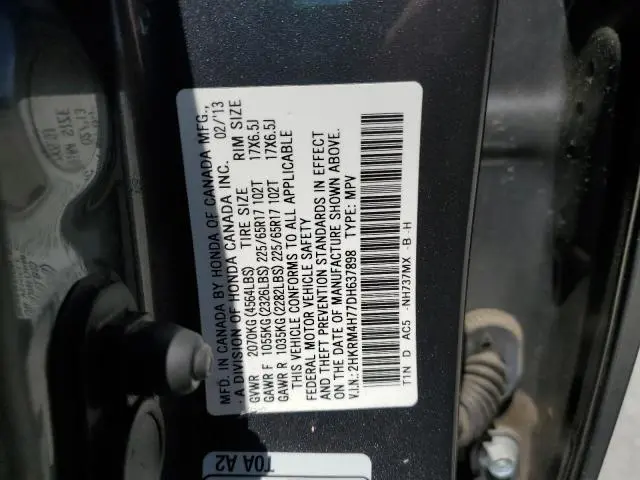 MFD. IN CANADA BY HONDA OF CANADA MFG.,
A DIVISION OF HONDA CANADA INC. 02/'13
GVWR 2070KG (4564LBS) TIRE SIZE RIM SIZE
GAWR F 1055KG (2326LBS) 225/65R17 102T 17X6.5J
GAWR R 1035KG (2282LBS) 225/65R17 102T 17X6.5J
THIS VEHICLE CONFORMS TO ALL APPLICABLE
FEDERAL MOTOR VEHICLE SAFETY
AND THEFT PREVENTION STANDARDS IN EFFECT
ON THE DATE OF MANUFACTURE SHOWN ABOVE.
V.I.N.: 2HKRM4H77DH637898 TYPE: MPV
TTN D AC5 -NH737MX -B -H
TOA A2